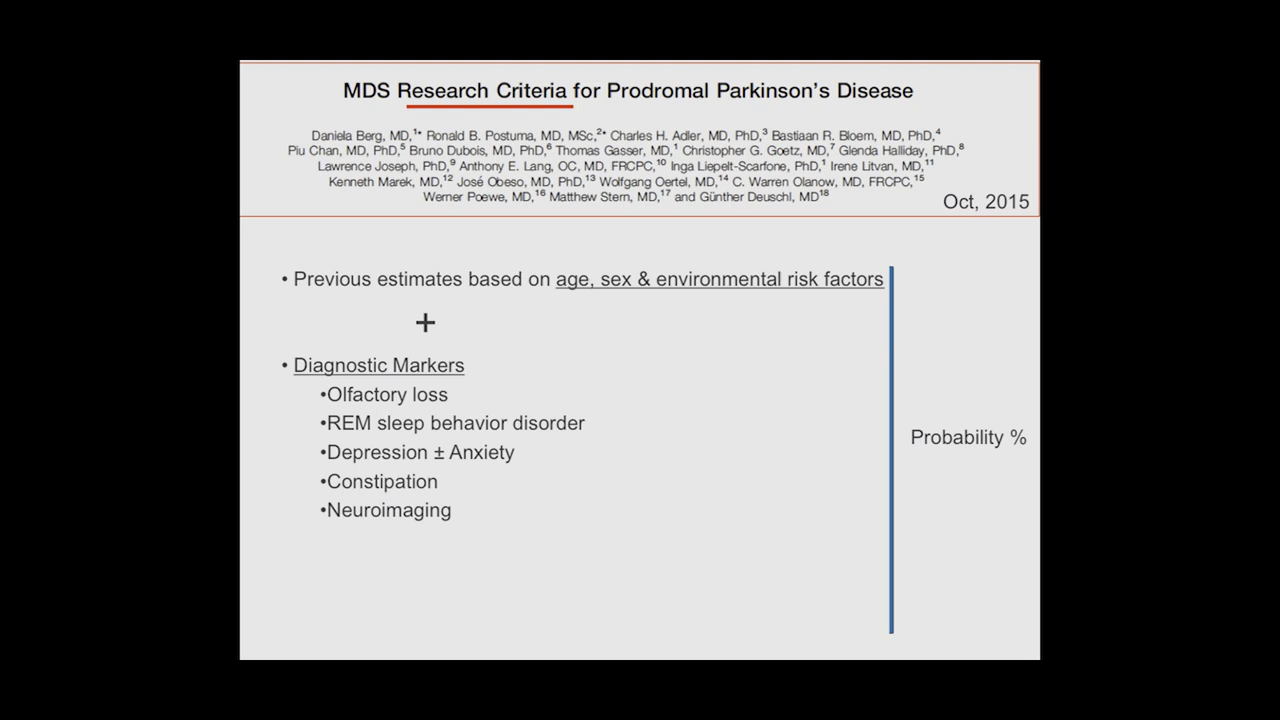 MDS Research Criteria for Prodromal Parkinson's Disease
Daniela Berg, MD,1* Ronald B. Postuma, MD, MSc,2* Charles H. Adler, MD, PhD,3 Bastiaan R. Bloem, MD, PhD,4
Piu Chan, MD, PhD,5 Bruno Dubois, MD, PhD,6 Thomas Gasser, MD,1 Christopher G. Goetz, MD,7 Glenda Halliday, PhD,8
Lawrence Joseph, PhD,9 Anthony E. Lang, OC, MD, FRCPC,10 Inga Liepelt-Scarfone, PhD,1 Irene Litvan, MD,11
Kenneth Marek, MD,12 José Obeso, MD, PhD,13 Wolfgang Oertel, MD,14 C. Warren Olanow, MD, FRCPC,15
Werner Poewe, MD,16 Matthew Stern, MD,17 and Günther Deuschl, MD18
Oct, 2015
• Previous estimates based on age, sex & environmental risk factors
+
• Diagnostic Markers
•Olfactory loss
•REM sleep behavior disorder
•Depression ± Anxiety
•Constipation
•Neuroimaging
Probability %